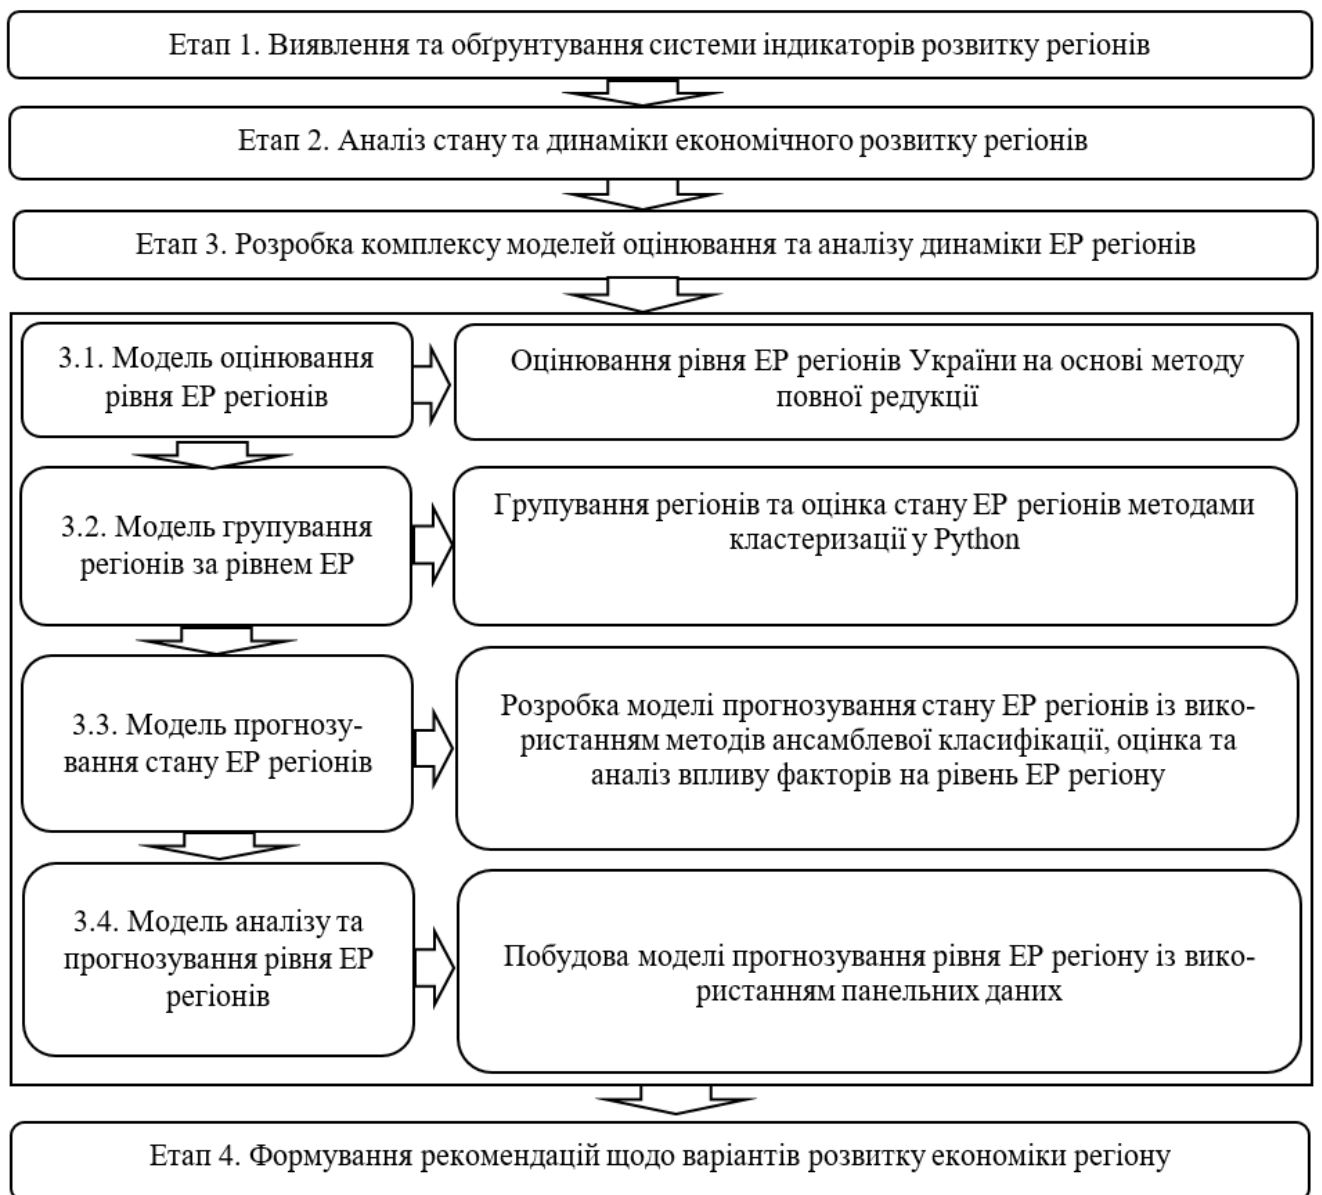 Етап 1. Виявлення та обґрунтування системи індикаторів розвитку регіонів
Етап 2. Аналіз стану та динаміки економічного розвитку регіонів
Етап 3. Розробка комплексу моделей оцінювання та аналізу динаміки ЕР регіонів
3.1. Модель оцінювання
рівня ЕР регіонів
Оцінювання рівня ЕР регіонів України на основі методу
повної редукції
3.2. Модель групування
регіонів за рівнем ЕР
Групування регіонів та оцінка стану ЕР регіонів методами
кластеризації у Python
3.3. Модель прогнозу-
вання стану ЕР регіонів
Розробка моделі прогнозування стану ЕР регіонів із вико-
ристанням методів ансамблевої класифікації, оцінка та
аналіз впливу факторів на рівень ЕР регіону
3.4. Модель аналізу та
прогнозування рівня ЕР
регіонів
Побудова моделі прогнозування рівня ЕР регіону із вико-
ристанням панельних даних
Етап 4. Формування рекомендацій щодо варіантів розвитку економіки регіону